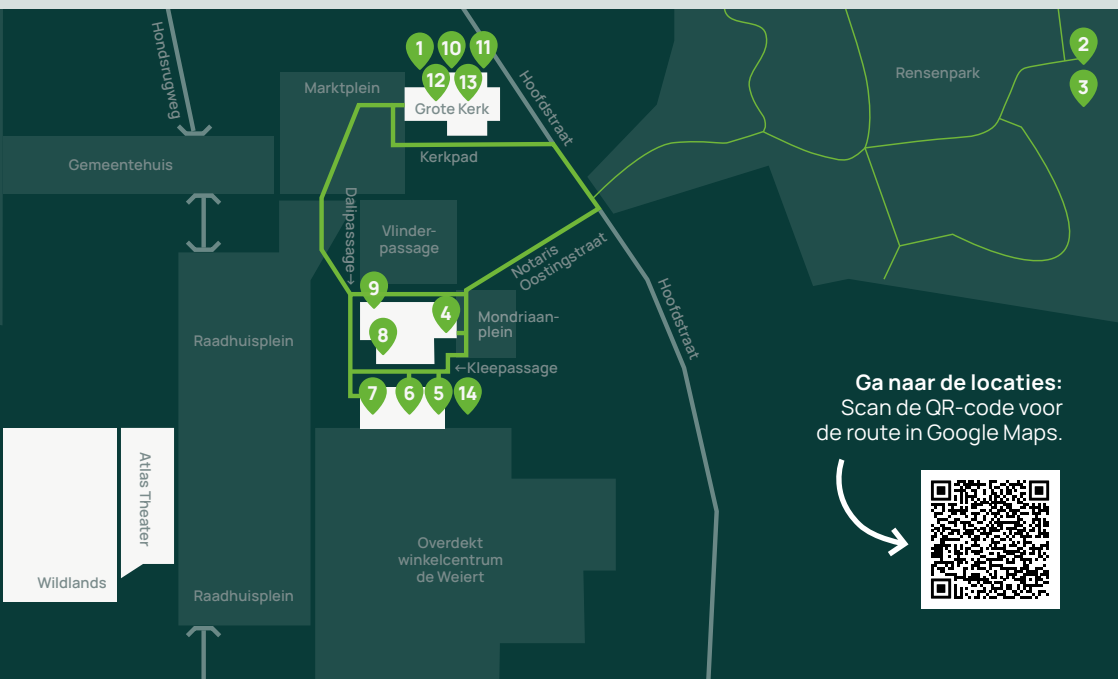 Hondsrugweg
1
10
11
12
13
Grote Kerk
Marktplein
Hoofdstraat
Rensenpark
2
3
Gemeentehuis
Kerkpad
Dalipassage→
Vlinder-
passage
Notaris
Oostingstraat
9
4
8
Mondriaan-
plein
Hoofdstraat
Raadhuisplein
←Kleepassage
7
6
5
14
Ga naar de locaties:
Scan de QR-code voor
de route in Google Maps.
Atlas Theater
Wildlands
Overdekt
winkelcentrum
de Weiert
Raadhuisplein